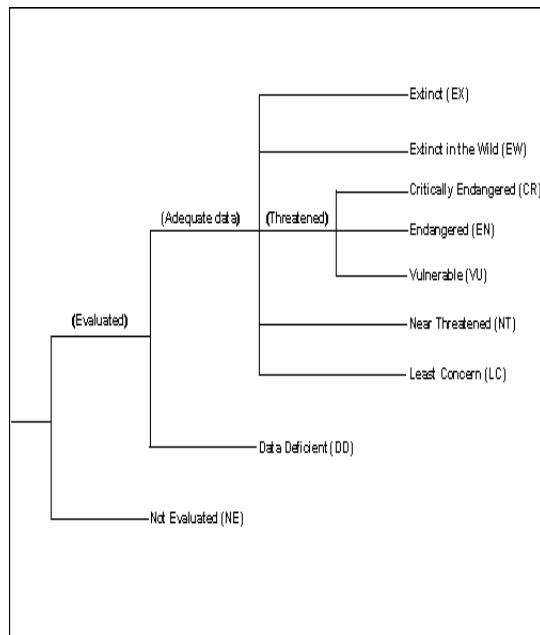 Extinct (EX)
Extinct in the Wild (EW)
Critically Endangered (CR)
(Adequate data)
(Threatened)
Endangered (EN)
Vulnerable (VU)
(Evaluated)
Near Threatened (NT)
Least Concern (LC)
Data Deficient (DD)
Not Evaluated (NE)